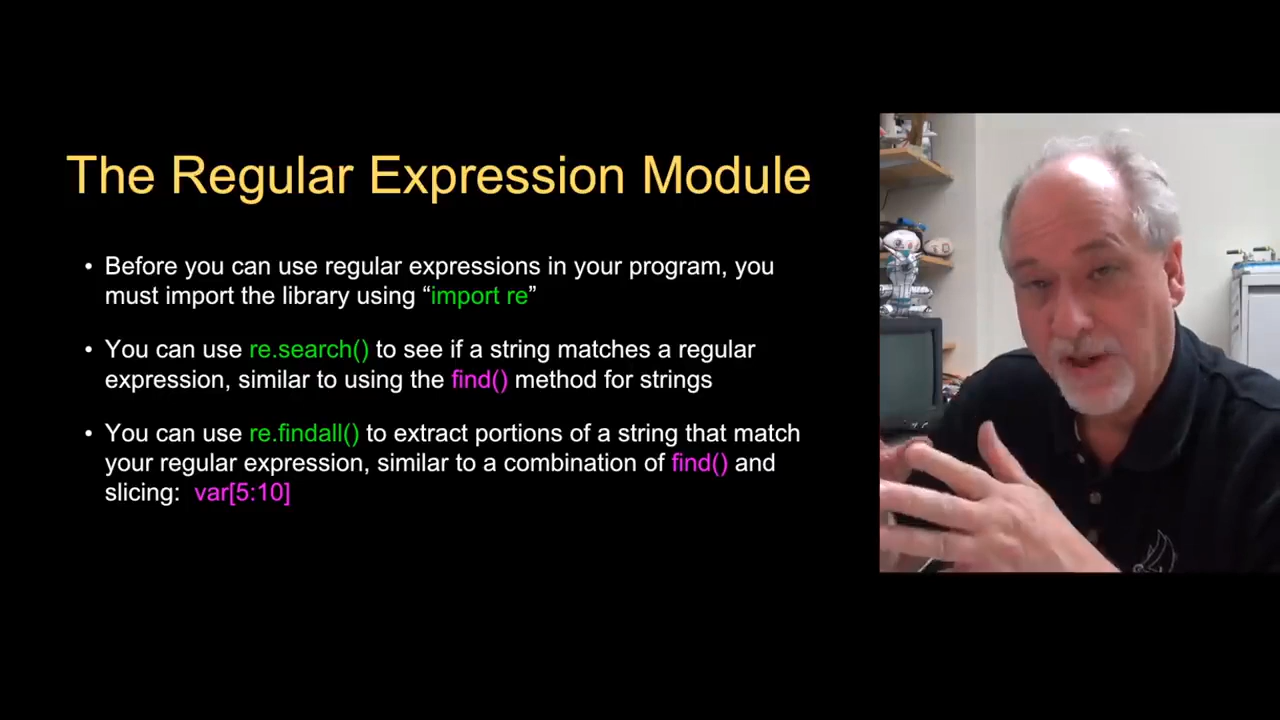 The Regular Expression Module
• Before you can use regular expressions in your program, you
must import the library using “import re”
• You can use re.search() to see if a string matches a regular
expression, similar to using the find() method for strings
• You can use re.findall() to extract portions of a string that match
your regular expression, similar to a combination of find() and
slicing: var[5:10]